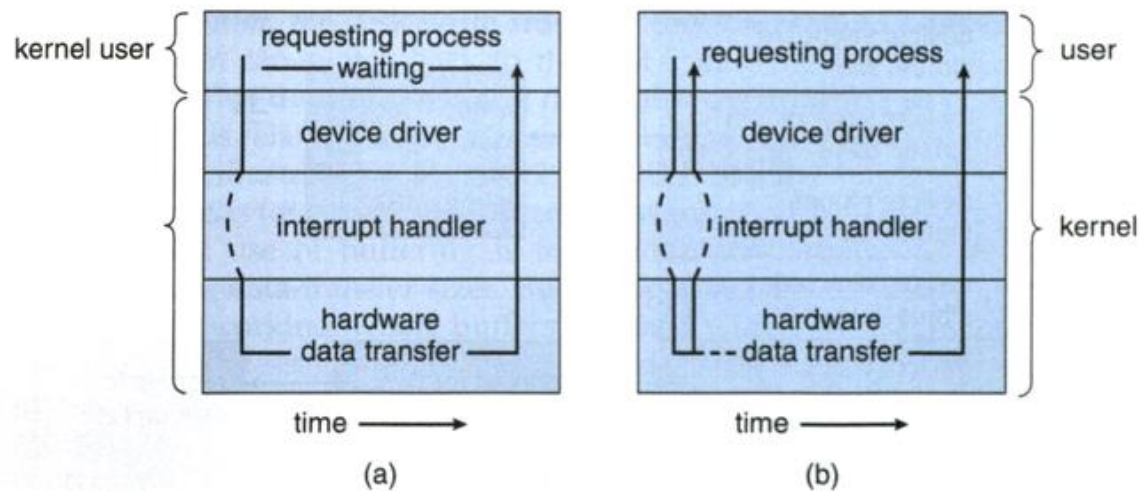 kernel user
requesting process
waiting
device driver
interrupt handler
hardware
data transfer
time
(a)
requesting process
user
device driver
interrupt handler
kernel
hardware
data transfer
time
(b)